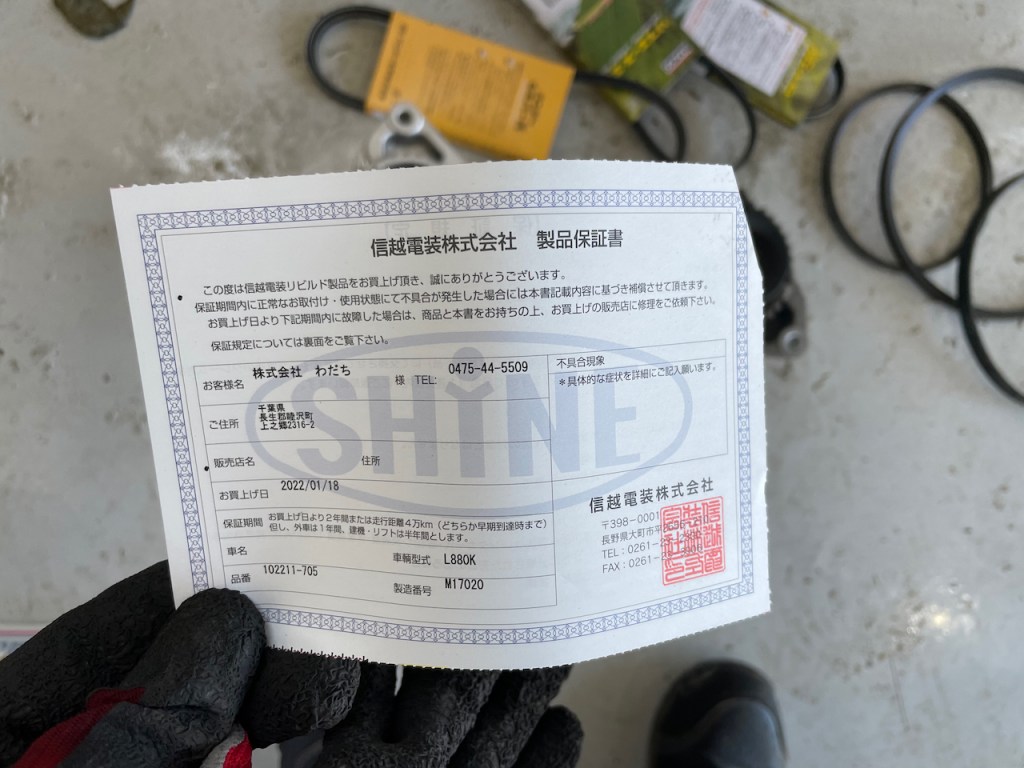 信越電装株式会社 製品保証書
この度は信越電装リビルド製品をお買上げ頂き、誠にありがとうございます。
保証期間内に正常なお取付け・使用状態にて不具合が発生した場合には本書記載内容に基づき補償させて頂きます。
お買上げ日より下記期間内に故障した場合は、商品と本書をお持ちの上、お買上げの販売店に修理をご依頼下さい。
保証規定については裏面をご覧下さい。
SHiNE
お客様名 株式会社 わだち 様 TEL: 0475-44-5509
ご住所 千葉県
長生郡睦沢町
上之郷2316-2
販売店名 住所
お買上げ日 2022/01/18
保証期間 お買上げ日より2年間または走行距離4万km(どちらか早期到達時まで)
但し、外車は1年間、建機・リフトは半年間とします。
車名 車輌型式 L880K
品番 102211-705 製造番号 M17020
不具合現象
*具体的な症状を詳細にご記入願います。
信越電装株式会社
〒398-0001
長野県大町市平
TEL:0261-
FAX:0261-